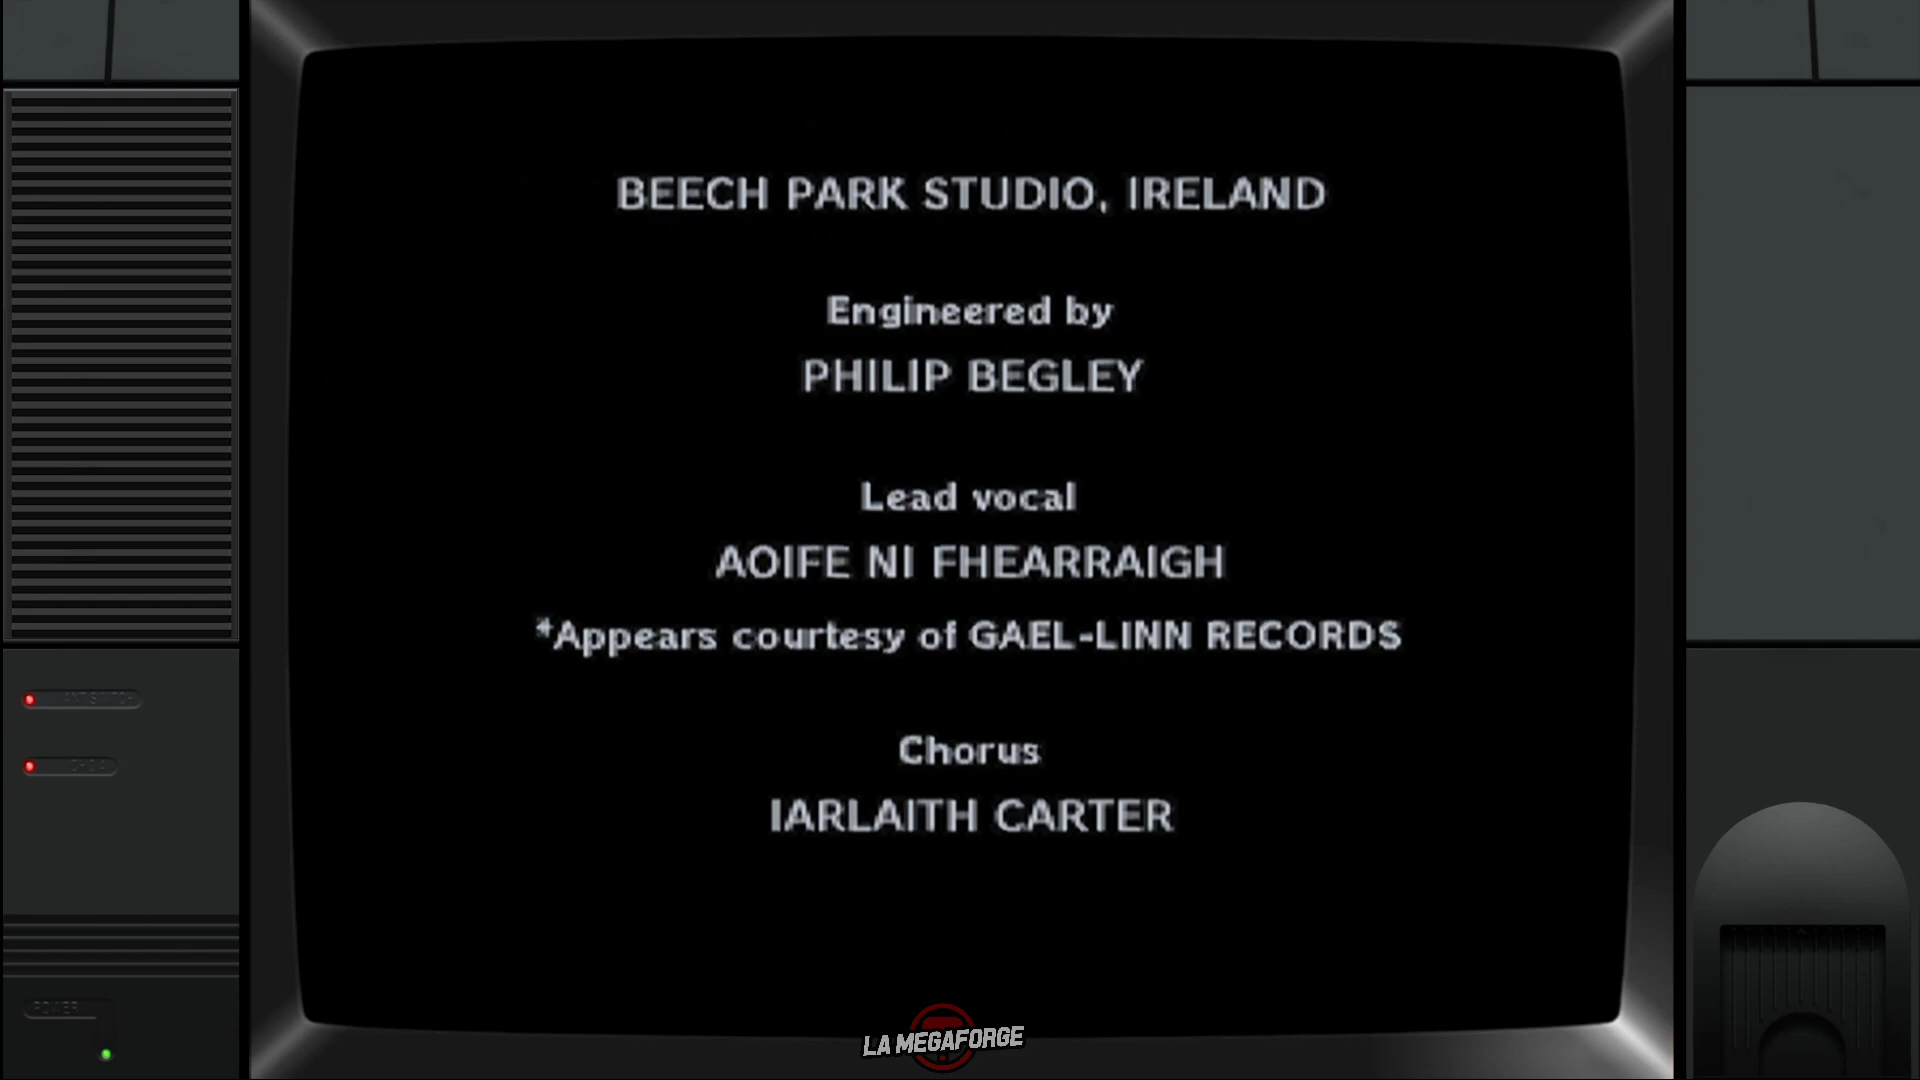 BEECH PARK STUDIO, IRELAND
Engineered by
PHILIP BEGLEY
Lead vocal
AOIFE NI FHEARRAIGH
*Appears courtesy of GAEL-LINN RECORDS
Chorus
IARLAITH CARTER
POWER
LA MEGAFORGE